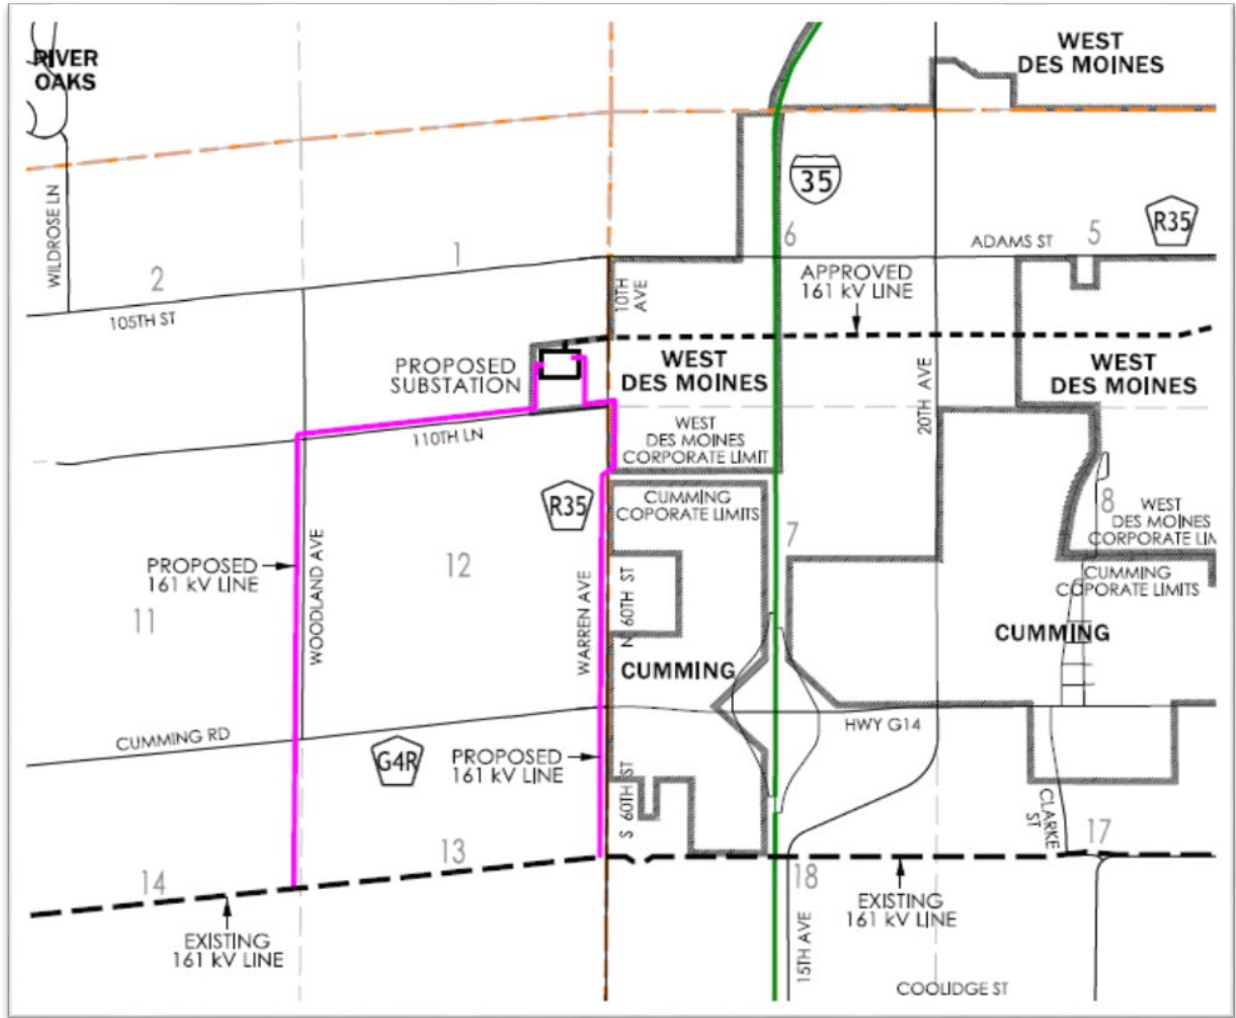 RIVER
OAKS
WEST
DES MOINES
35
WILDROSE LN
R35
6
ADAMS ST
5
1
2
105TH ST
10TH
AVE
APPROVED
161 kV LINE
PROPOSED
SUBSTATION
WEST
DES MOINES
20TH AVE
WEST
DES MOINES
110TH LN
WEST
DES MOINES
CORPORATE LIMIT
R35
CUMMING
COPORATE LIMITS
7
8
WEST
DES MOINES
CORPORATE LIM
PROPOSED
161 kV LINE
WOODLAND AVE
12
WARREN AVE
N 60TH ST
CUMMING
COPORATE LIMITS
11
CUMMING
CUMMING
CUMMING RD
G4R
PROPOSED
161 kV LINE
HWY G14
S 60TH ST
CLARKE
ST
17
13
14
18
EXISTING
161 kV LINE
EXISTING
161 kV LINE
15TH AVE
COOLIDGE ST